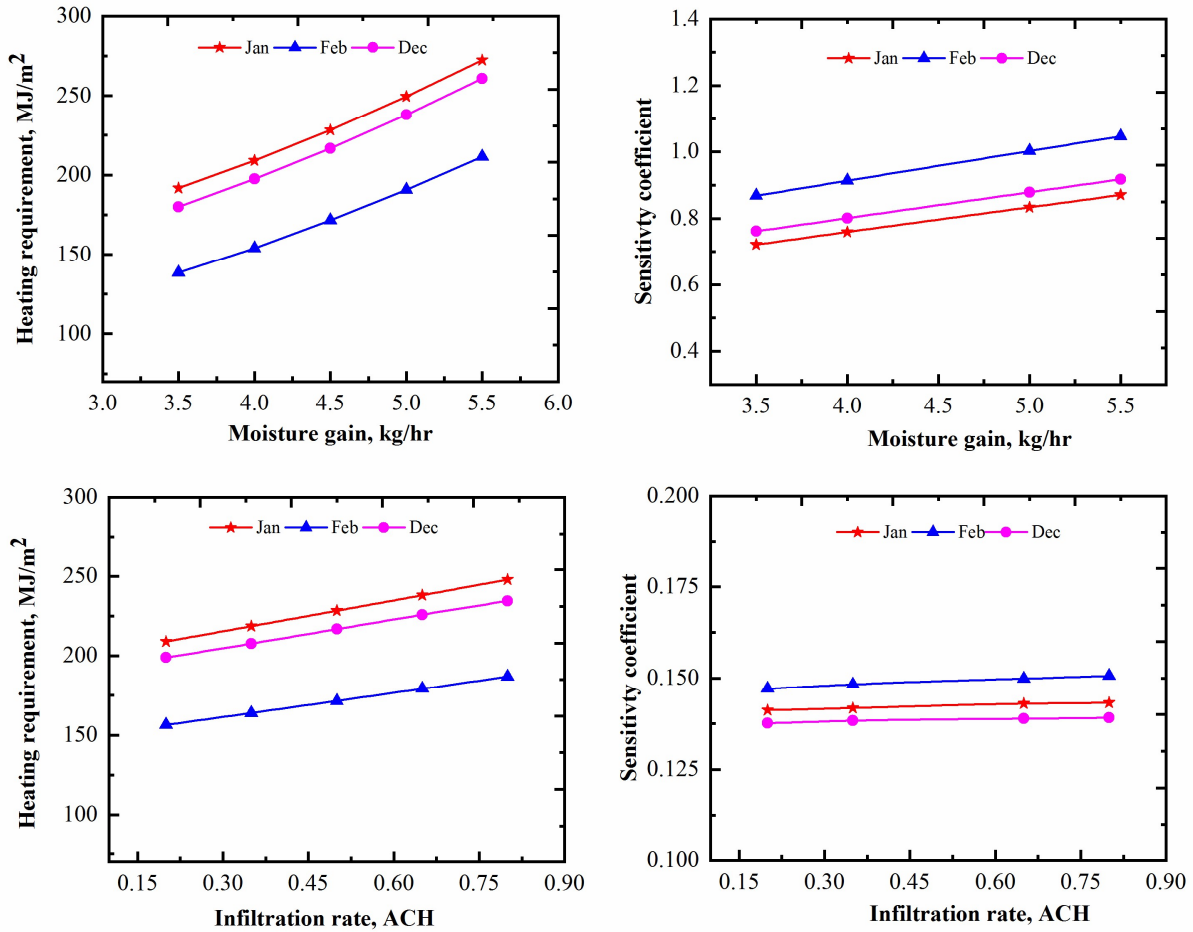 Heating requirement, MJ/m²
300
250
200
150
100
Jan Feb Dec
3.0 3.5 4.0 4.5 5.0 5.5 6.0
Moisture gain, kg/hr
Sensitivty coefficient
1.4
1.2
1.0
0.8
0.6
0.4
Jan Feb Dec
3.5 4.0 4.5 5.0 5.5
Moisture gain, kg/hr
Heating requirement, MJ/m²
300
250
200
150
100
Jan Feb Dec
0.15 0.30 0.45 0.60 0.75 0.90
Infiltration rate, ACH
Sensitivty coefficient
0.200
0.175
0.150
0.125
0.100
Jan Feb Dec
0.15 0.30 0.45 0.60 0.75 0.90
Infiltration rate, ACH